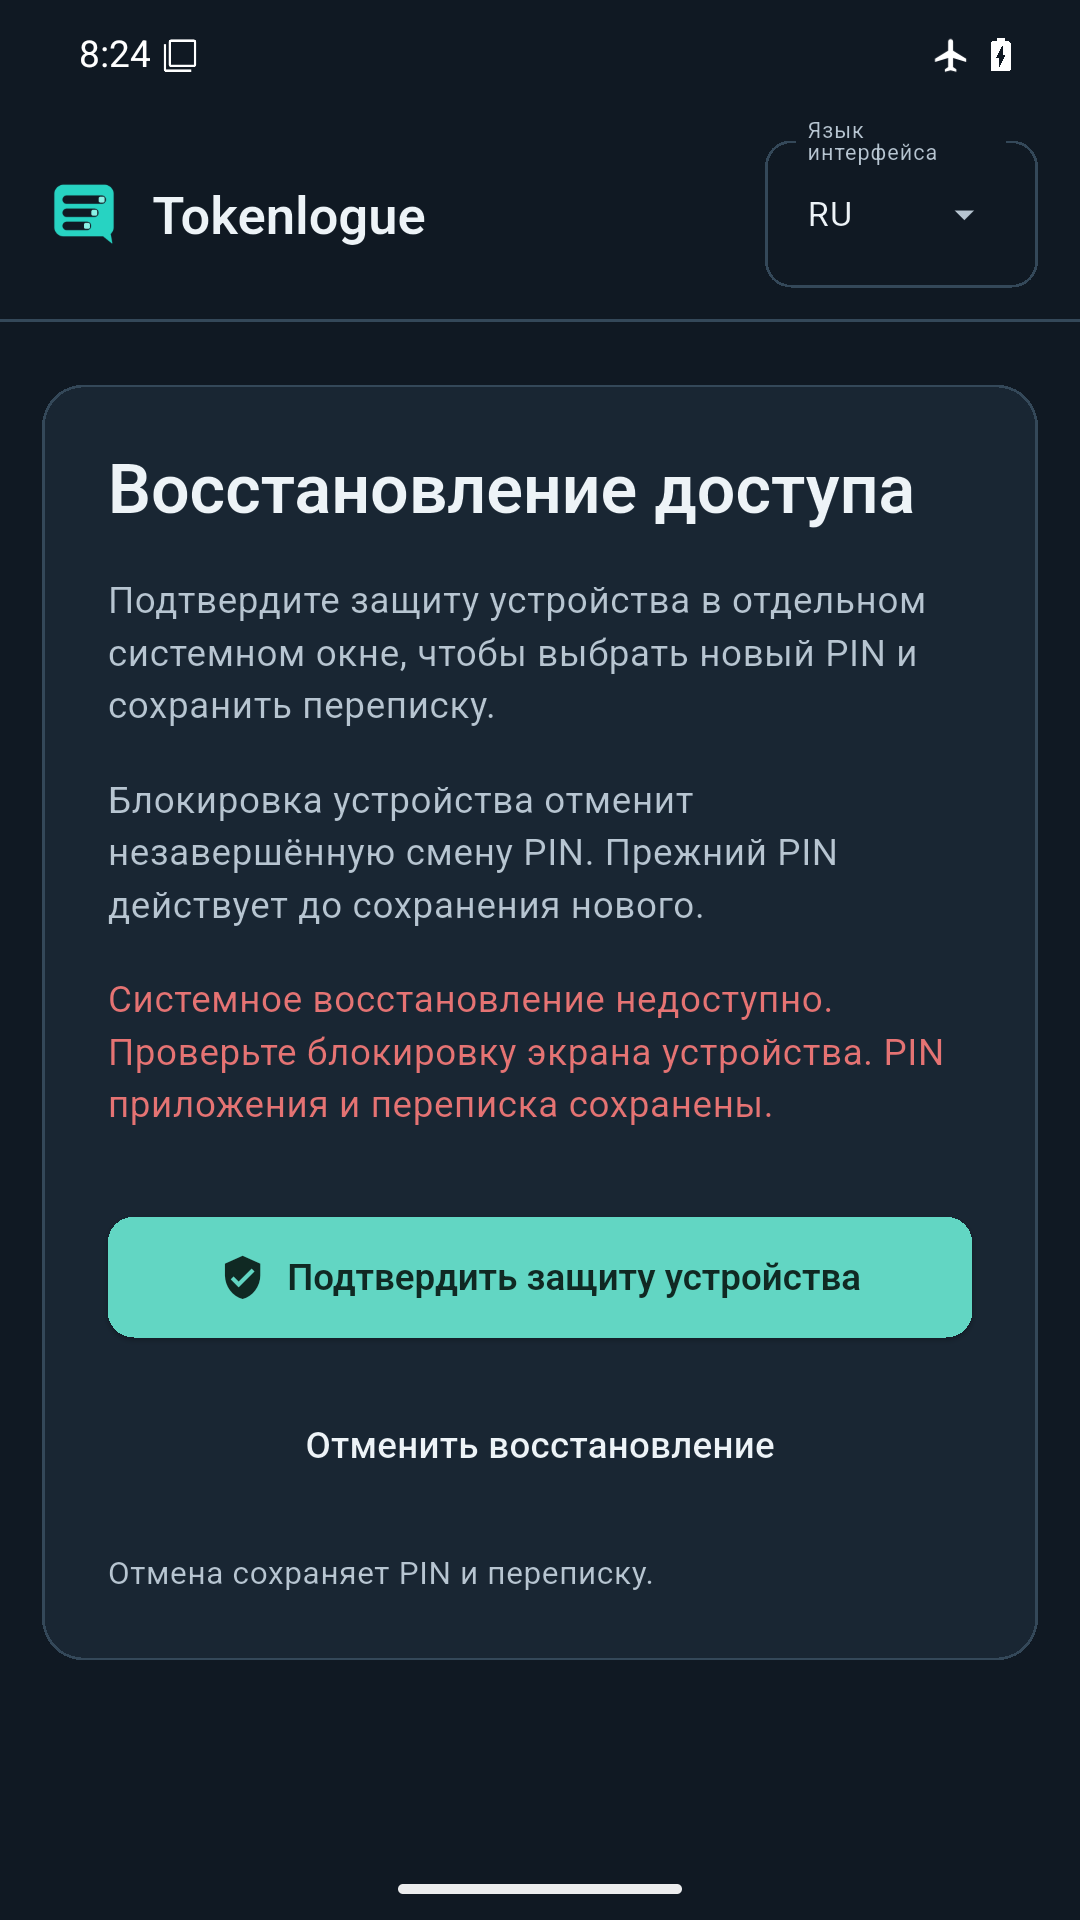 8:24
Язык
интерфейса
Tokenlogue
RU
Восстановление доступа
Подтвердите защиту устройства в отдельном
системном окне, чтобы выбрать новый PIN и
сохранить переписку.
Блокировка устройства отменит
незавершённую смену PIN. Прежний PIN
действует до сохранения нового.
Системное восстановление недоступно.
Проверьте блокировку экрана устройства. PIN
приложения и переписка сохранены.
Подтвердить защиту устройства
Отменить восстановление
Отмена сохраняет PIN и переписку.